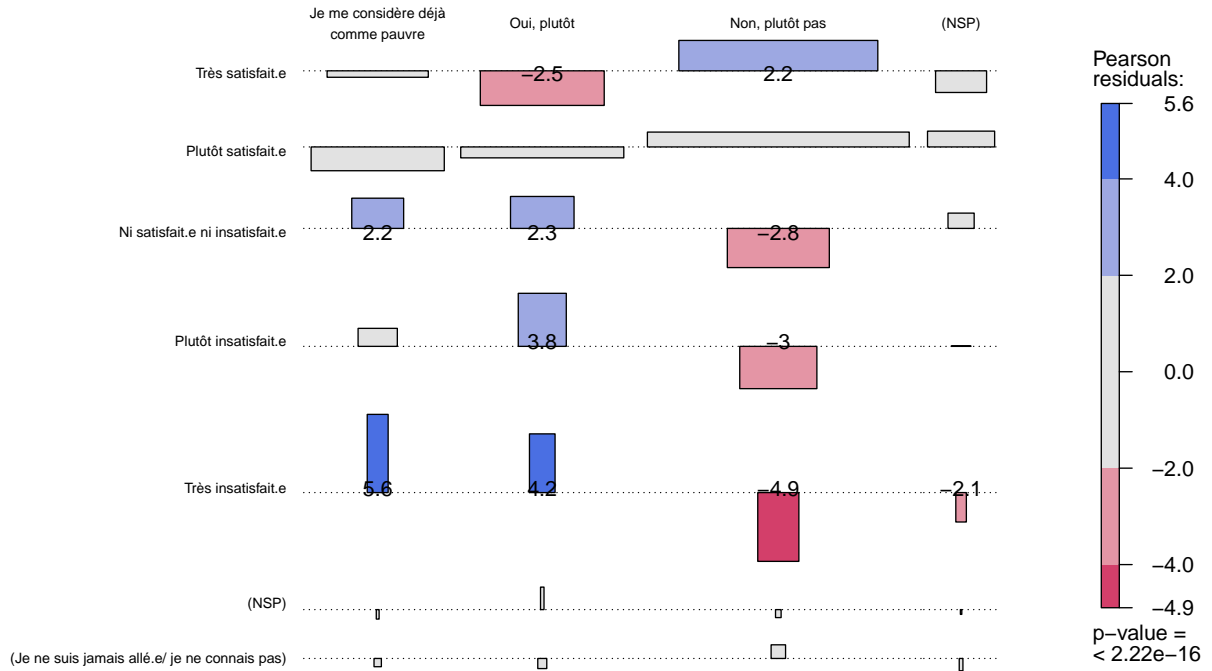 Je me considère déjà
comme pauvre
Oui, plutôt
Non, plutôt pas
(NSP)
Très satisfait.e
−2.5
2.2
Plutôt satisfait.e
Ni satisfait.e ni insatisfait.e
2.2
2.3
−2.8
Plutôt insatisfait.e
3.8
−3
Très insatisfait.e
5.6
4.2
−4.9
−2.1
(NSP)
(Je ne suis jamais allé.e/ je ne connais pas)
Pearson
residuals:
5.6
4.0
2.0
0.0
−2.0
−4.0
−4.9
p−value =
< 2.22e−16